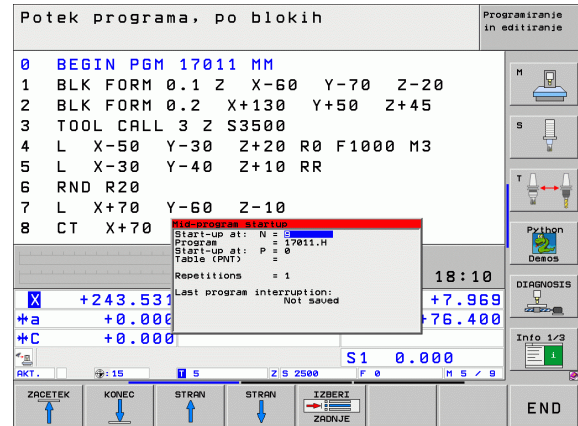 Potek programa, po blokih
Programiranje
in editiranje
0 BEGIN PGM 17011 MM
1 BLK FORM 0.1 Z X-60 Y-70 Z-20
2 BLK FORM 0.2 X+130 Y+50 Z+45
3 TOOL CALL 3 Z S3500
4 L X-50 Y-30 Z+20 R0 F1000 M3
5 L X-30 Y-40 Z+10 RR
6 RND R20
7 L X+70 Y-60 Z-10
8 CT X+70
Mid-program startup
Start-up at: N = 9
Program = 17011.H
Start-up at: P = 0
Table (PNT) =
Repetitions = 1
Last program interruption:
Not saved
18:10
X +243.531
+7.969
a +0.000
+76.400
C +0.000
S1 0.000
AKT. : 15 T 5 Z S 2500 F 0 M 5 / 9
M
S
T
Python
Demos
DIAGNOSIS
Info 1/3
ZACETEK
KONEC
STRAN
STRAN
IZBERI
ZADNJE
END